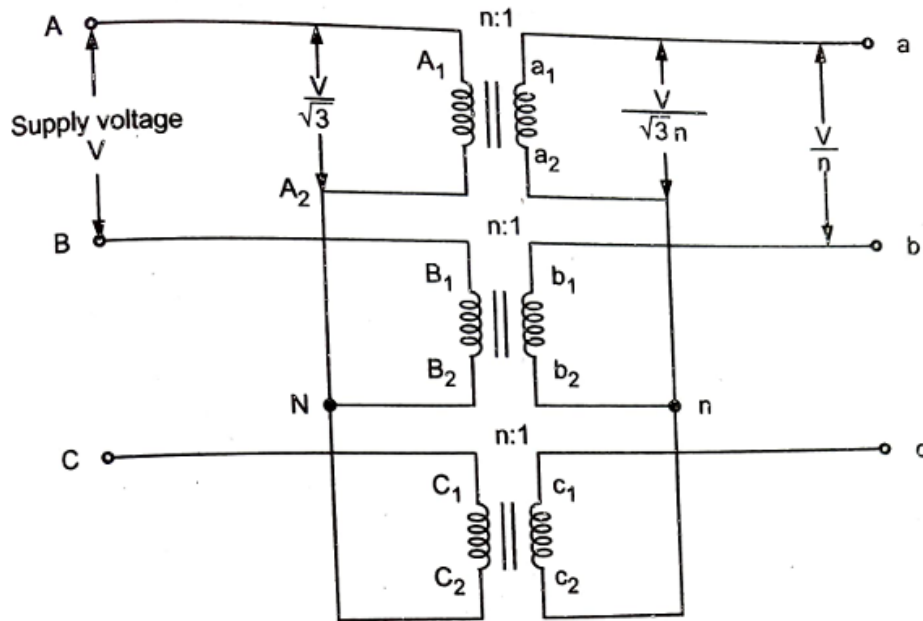 A
n:1
a
A₁
a₁
V
√3
V
√3 n
Supply voltage
V
V
n
a₂
A₂
n:1
B
b
B₁
b₁
B₂
b₂
N
n
n:1
C
C₁
c₁
C₂
c₂